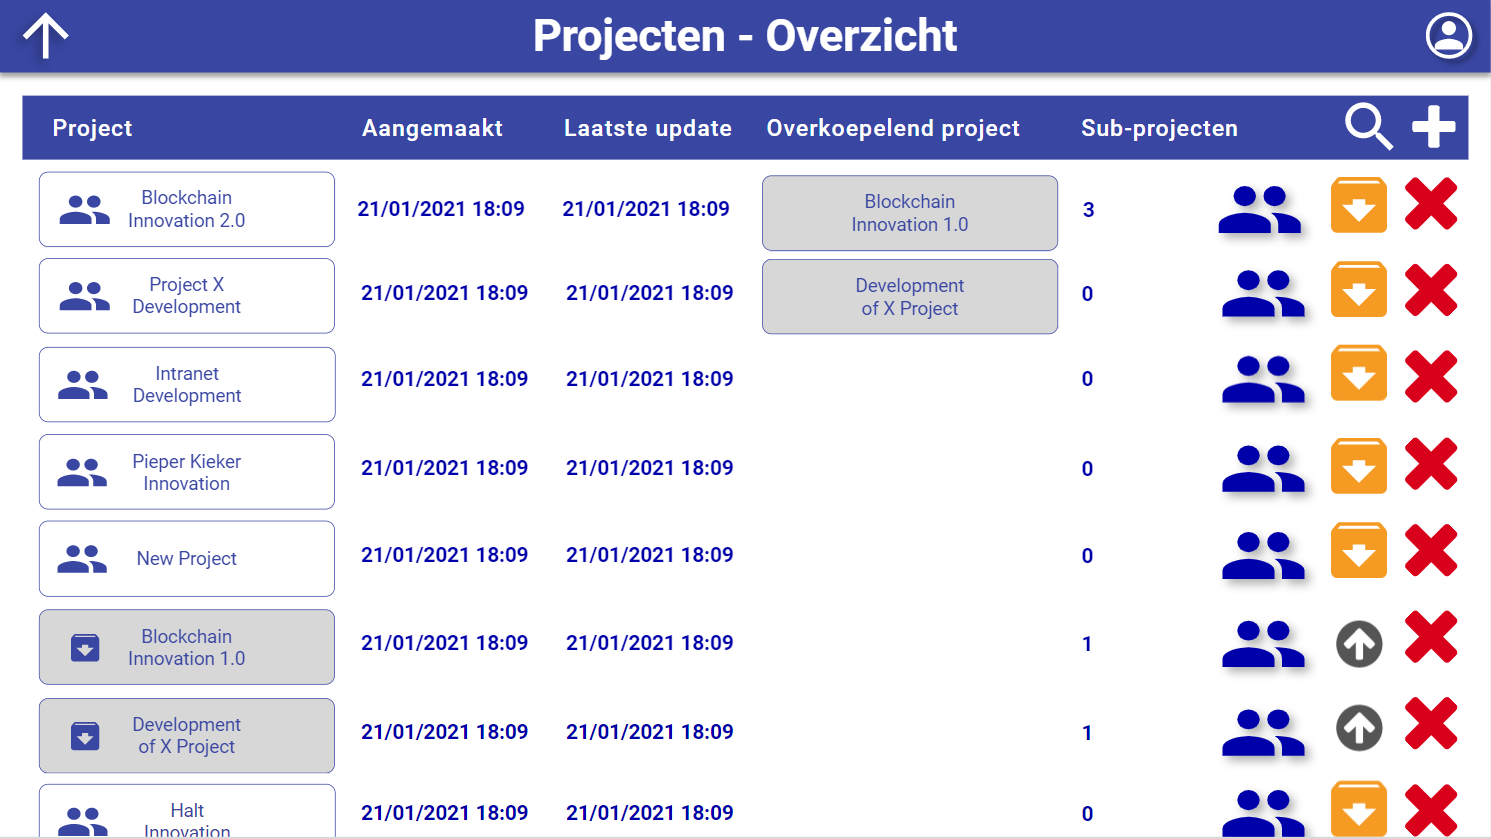 Projecten - Overzicht
Project Aangemaakt Laatste update Overkoepelend project Sub-projecten
Blockchain
Innovation 2.0
21/01/2021 18:09 21/01/2021 18:09
Blockchain
Innovation 1.0
3
Project X
Development
21/01/2021 18:09 21/01/2021 18:09
Development
of X Project
0
Intranet
Development
21/01/2021 18:09 21/01/2021 18:09 0
Pieper Kieker
Innovation
21/01/2021 18:09 21/01/2021 18:09 0
New Project
21/01/2021 18:09 21/01/2021 18:09 0
Blockchain
Innovation 1.0
21/01/2021 18:09 21/01/2021 18:09 1
Development
of X Project
21/01/2021 18:09 21/01/2021 18:09 1
Halt
Innovation
21/01/2021 18:09 21/01/2021 18:09 0